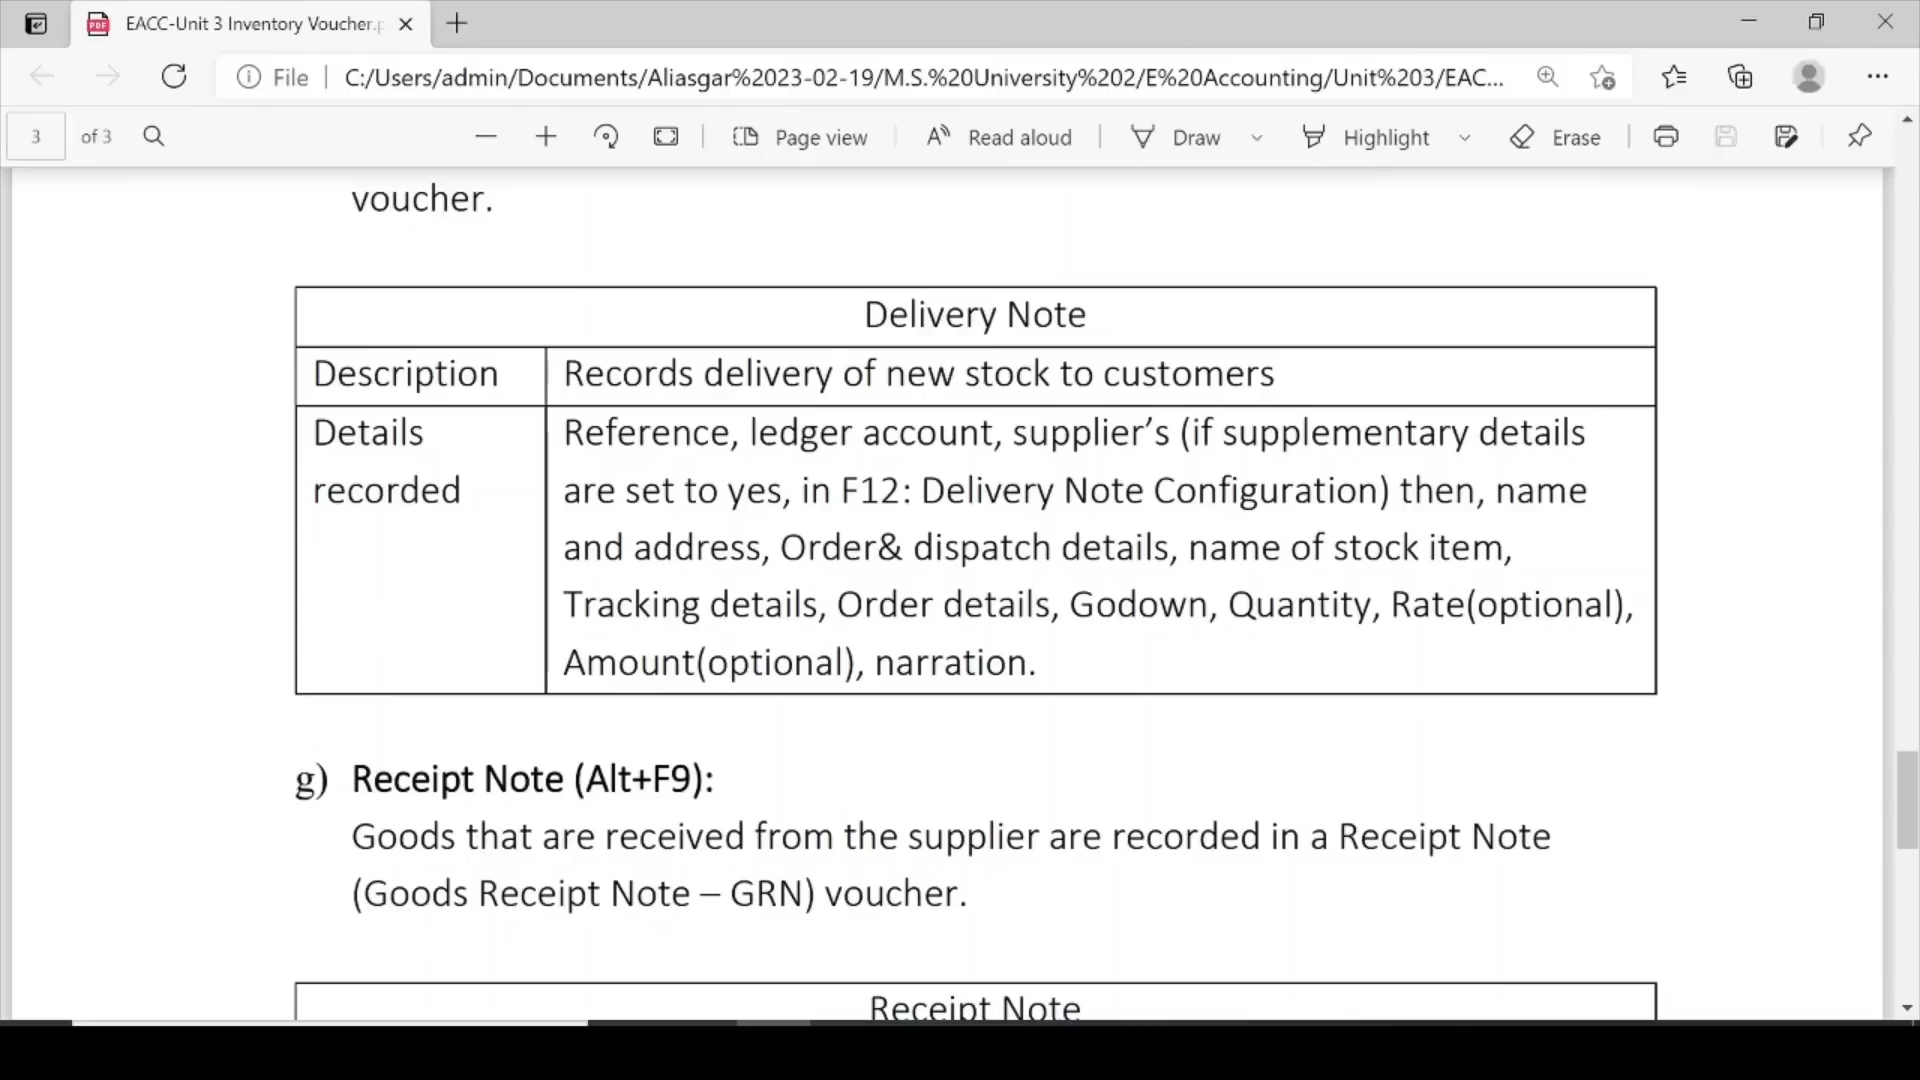 EACC-Unit 3 Inventory Voucher.p
File
C:/Users/admin/Documents/Aliasgar%2023-02-19/M.S.%20University%202/E%20Accounting/Unit%203/EAC...
3 of 3
Page view
Read aloud
Draw
Highlight
Erase
voucher.
Delivery Note
Description Records delivery of new stock to customers
Details Reference, ledger account, supplier’s (if supplementary details
recorded are set to yes, in F12: Delivery Note Configuration) then, name
and address, Order& dispatch details, name of stock item,
Tracking details, Order details, Godown, Quantity, Rate(optional),
Amount(optional), narration.
g) Receipt Note (Alt+F9):
Goods that are received from the supplier are recorded in a Receipt Note
(Goods Receipt Note – GRN) voucher.
Receipt Note